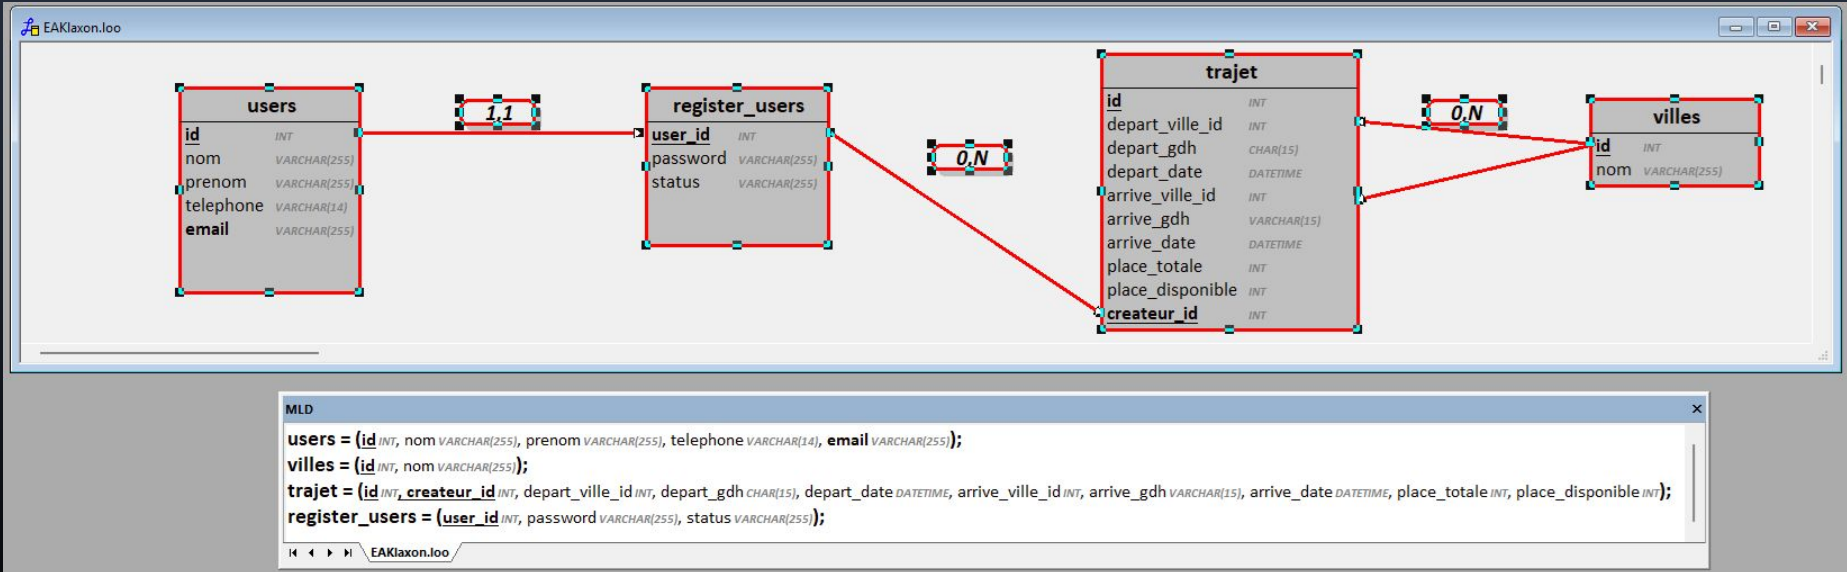 EAKlaxon.loo
users
id INT
nom VARCHAR(255)
prenom VARCHAR(255)
telephone VARCHAR(14)
email VARCHAR(255)
1,1
register_users
user_id INT
password VARCHAR(255)
status VARCHAR(255)
0,N
trajet
id INT
depart_ville_id INT
depart_gdh CHAR(15)
depart_date DATETIME
arrive_ville_id INT
arrive_gdh VARCHAR(15)
arrive_date DATETIME
place_totale INT
place_disponible INT
createur_id INT
0,N
villes
id INT
nom VARCHAR(255)
MLD
users = (id INT, nom VARCHAR(255), prenom VARCHAR(255), telephone VARCHAR(14), email VARCHAR(255));
villes = (id INT, nom VARCHAR(255));
trajet = (id INT, createur_id INT, depart_ville_id INT, depart_gdh CHAR(15), depart_date DATETIME, arrive_ville_id INT, arrive_gdh VARCHAR(15), arrive_date DATETIME, place_totale INT, place_disponible INT);
register_users = (user_id INT, password VARCHAR(255), status VARCHAR(255));
EAKlaxon.loo